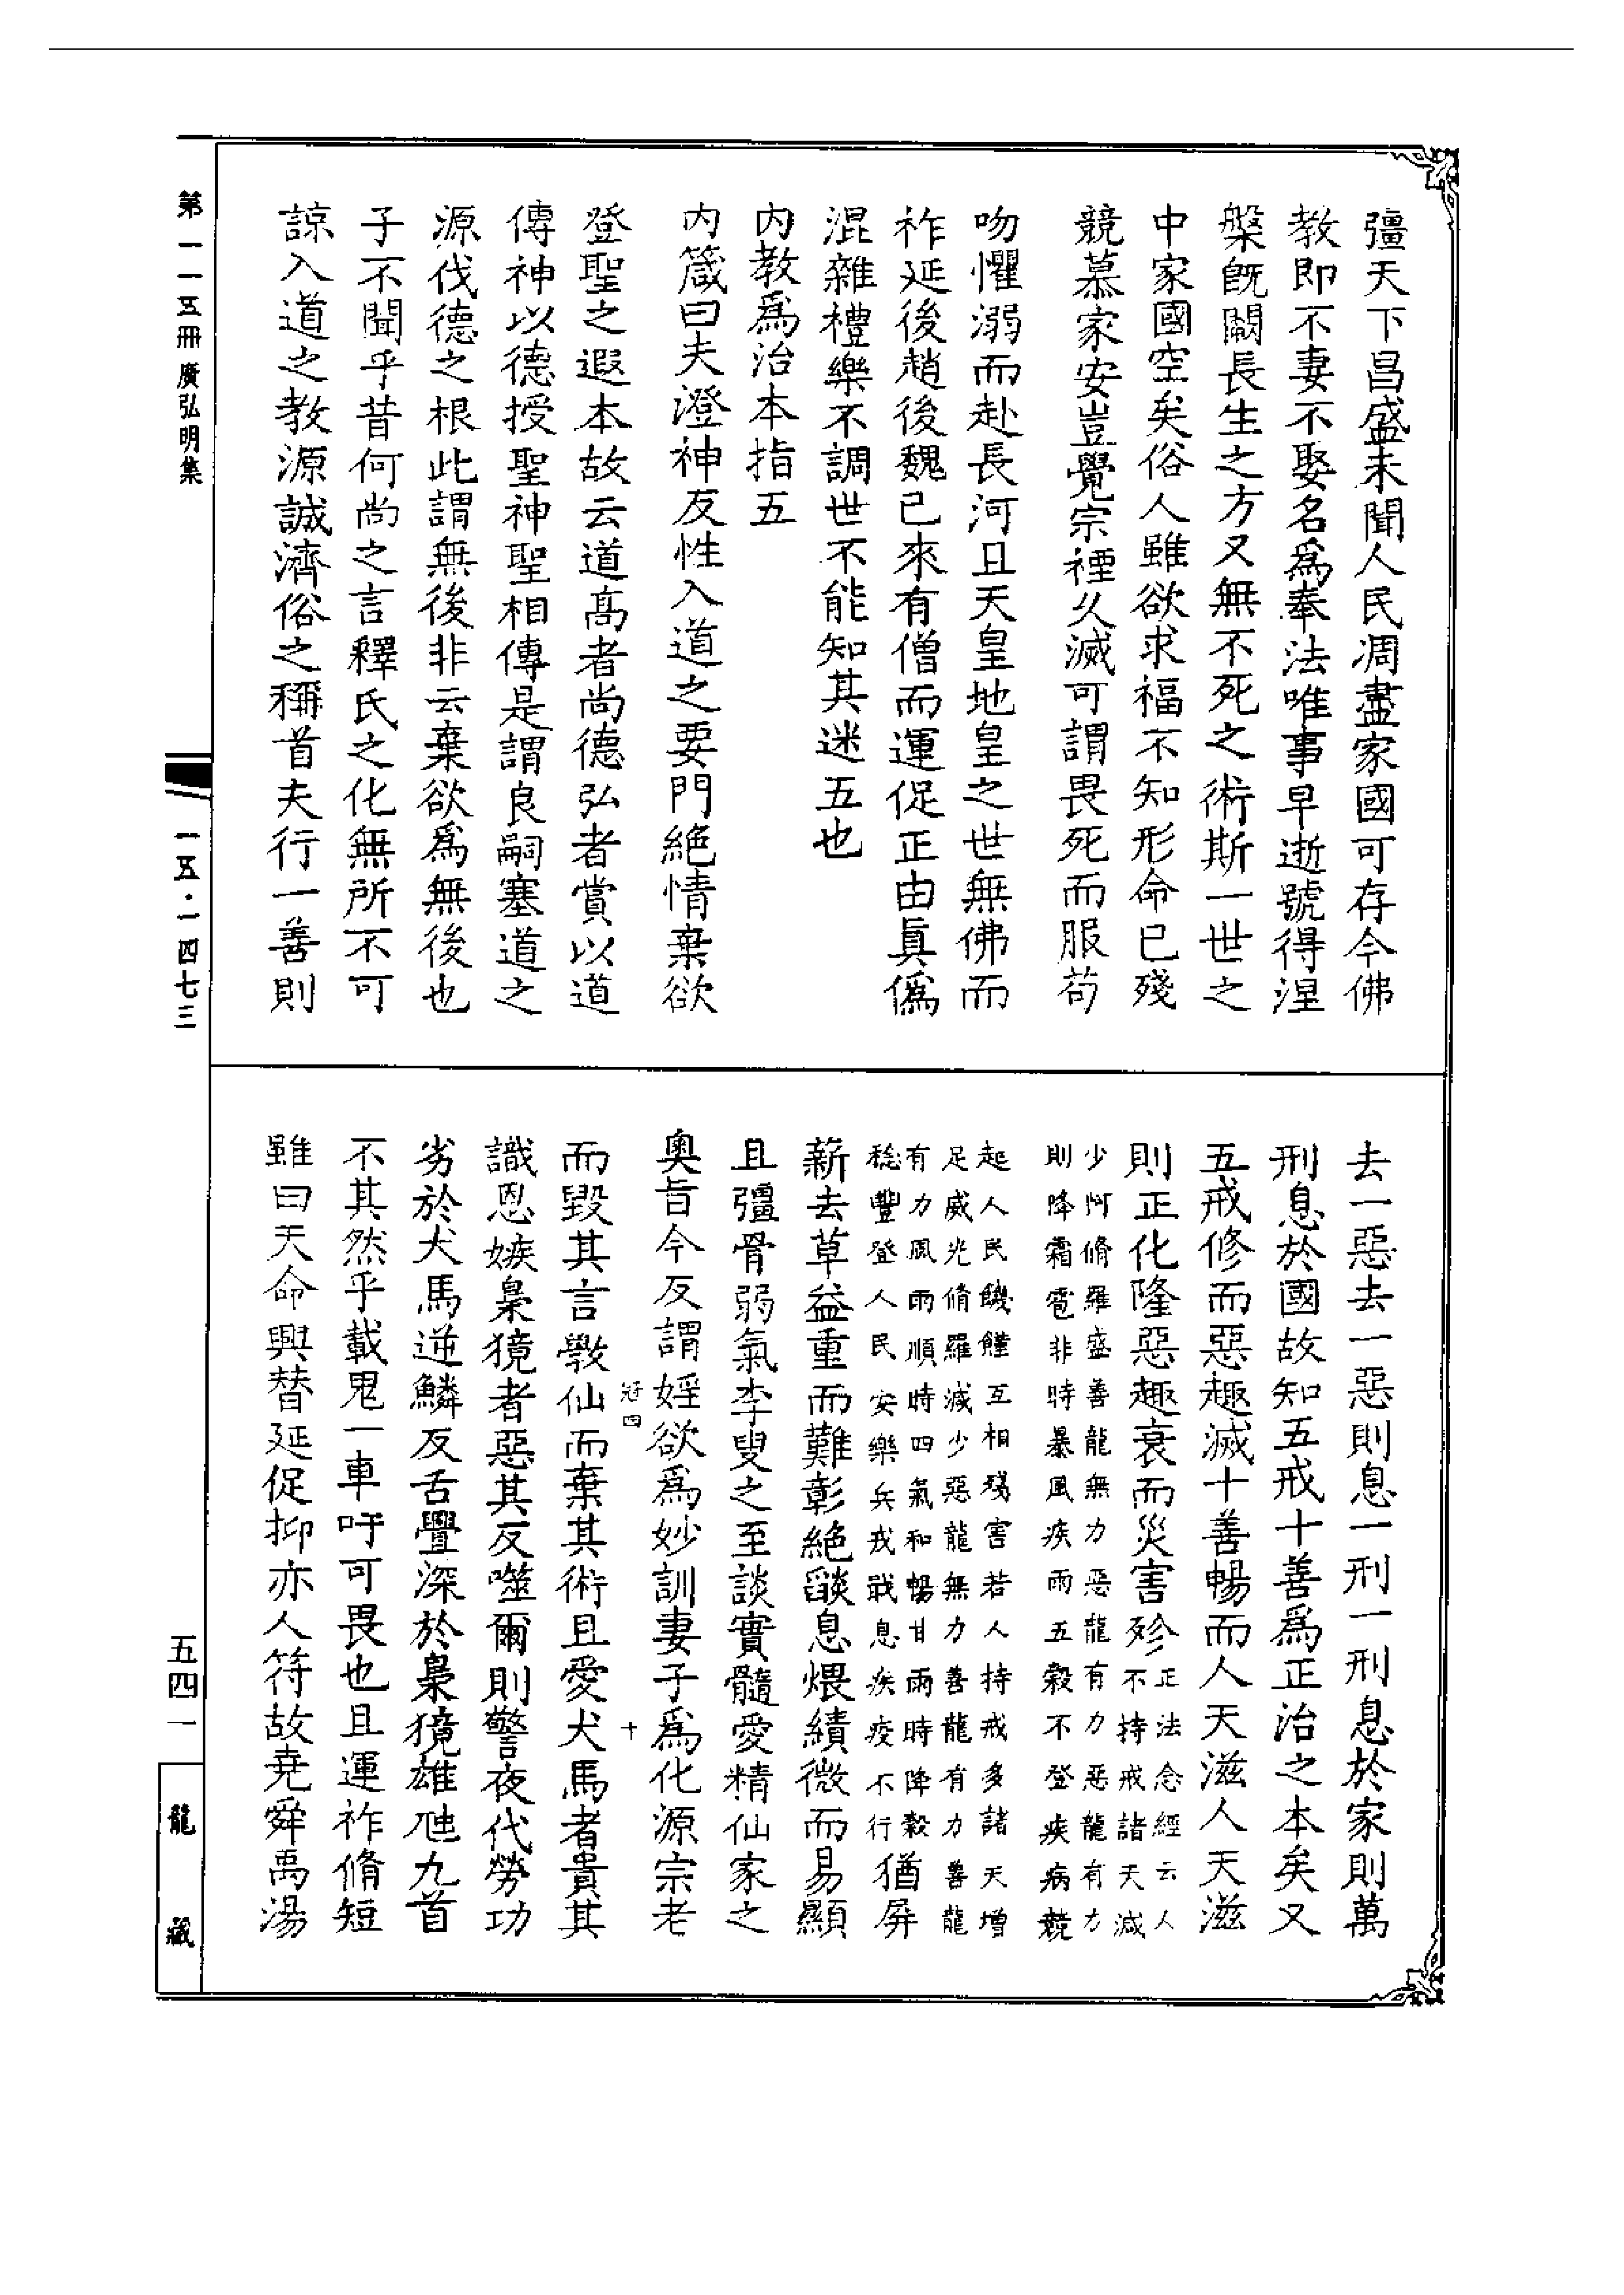 彊天下昌盛未聞人民凋盡家國可存今佛
教即不妻不娶名爲奉法唯事早逝號得涅
槃旣闕長生之方又無不死之術斯一世之
中家國空矣俗人雖欲求福不知形命已殘
競慕家安豈覺宗禋久滅可謂畏死而服苟
吻懼溺而赴長河且天皇地皇之世無佛而
祚延後趙後魏已來有僧而運促正由眞僞
混雜禮樂不調世不能知其迷五也
内教爲治本指五
内箴曰夫澄神反性入道之要門絶情棄欲
登聖之遐本故云道高者尚德弘者賞以道
傳神以德授聖神聖相傳是謂良嗣塞道之
源伐德之根此謂無後非云棄欲爲無後也
子不聞乎昔何尚之言釋氏之化無所不可
諒入道之教源誠濟俗之稱首夫行一善則
去一惡去一惡則息一刑一刑息於家則萬
刑息於國故知五戒十善爲正治之本矣又
五戒修而惡趣滅十善暢而人天滋人天滋
則正化隆惡趣衰而災害殄正法念經云人不持戒諸天減
少阿脩羅盛善龍無力惡龍有力惡龍有力
則降霜雹非時暴風疾雨五穀不登疾病競
起人民饑饉互相殘害若人持戒多諸天增
足威光脩羅減少惡龍無力善龍有力善龍
有力風雨順時四氣和暢甘雨時降穀
稔豐登人民安樂兵戎戢息疾疫不行猶屏
薪去草益重而難彰絶燄息煨績微而易顯
且彊骨弱氣李叟之至談實髓愛精仙家之
奧旨今反謂婬欲爲妙訓妻子爲化源宗老
冠四
十
而毀其言斅仙而棄其術且愛犬馬者貴其
識恩嫉梟獍者惡其反噬爾則警夜代勞功
劣於犬馬逆鱗反舌舋深於梟獍雄虺九首
不其然乎載鬼一車吁可畏也且運祚脩短
雖曰天命興替延促抑亦人符故堯舜禹湯
第一一五冊 廣弘明集
一五·一四七三
五四一
龍藏